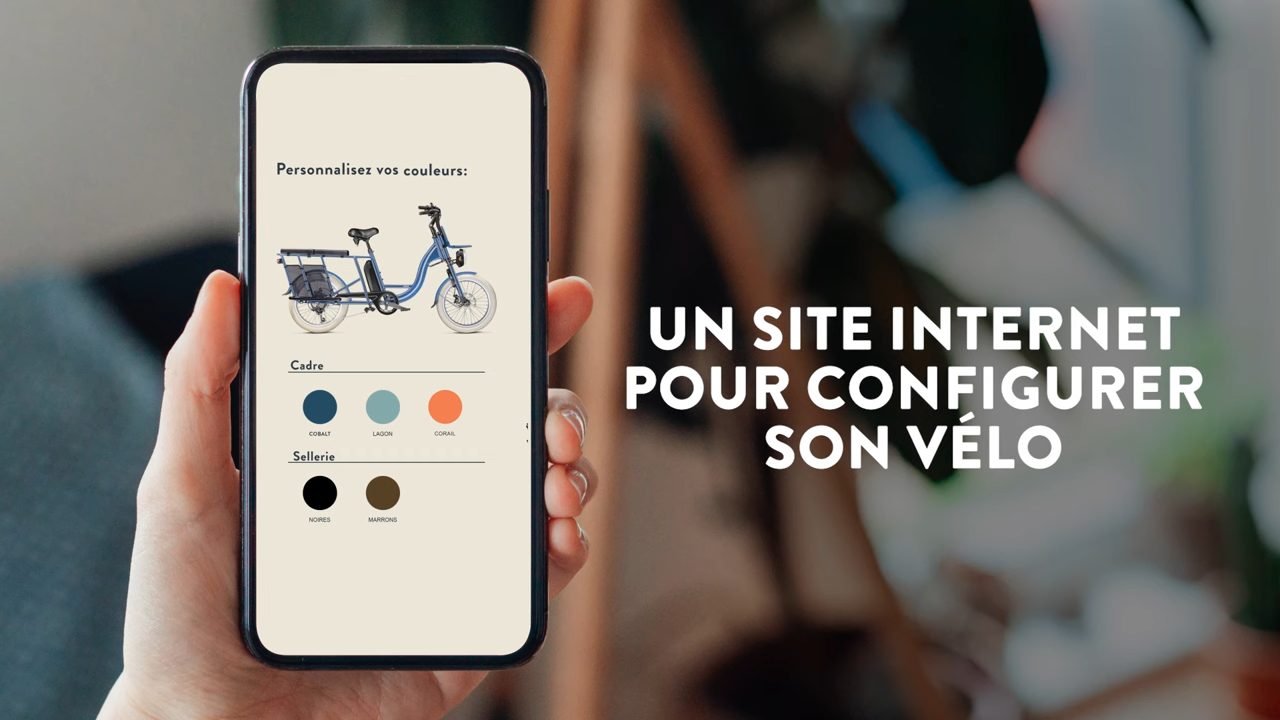 Personnalisez vos couleurs:
Cadre
COBALT LAGON CORAIL
Sellerie
NOIRES MARRONS
UN SITE INTERNET
POUR CONFIGURER
SON VÉLO